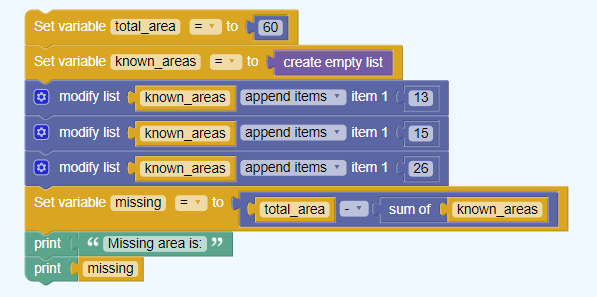 Set variable total_area = to 60
Set variable known_areas = to create empty list
modify list known_areas append items item 1 13
modify list known_areas append items item 1 15
modify list known_areas append items item 1 26
Set variable missing = to total_area - sum of known_areas
print “ Missing area is: ”
print missing